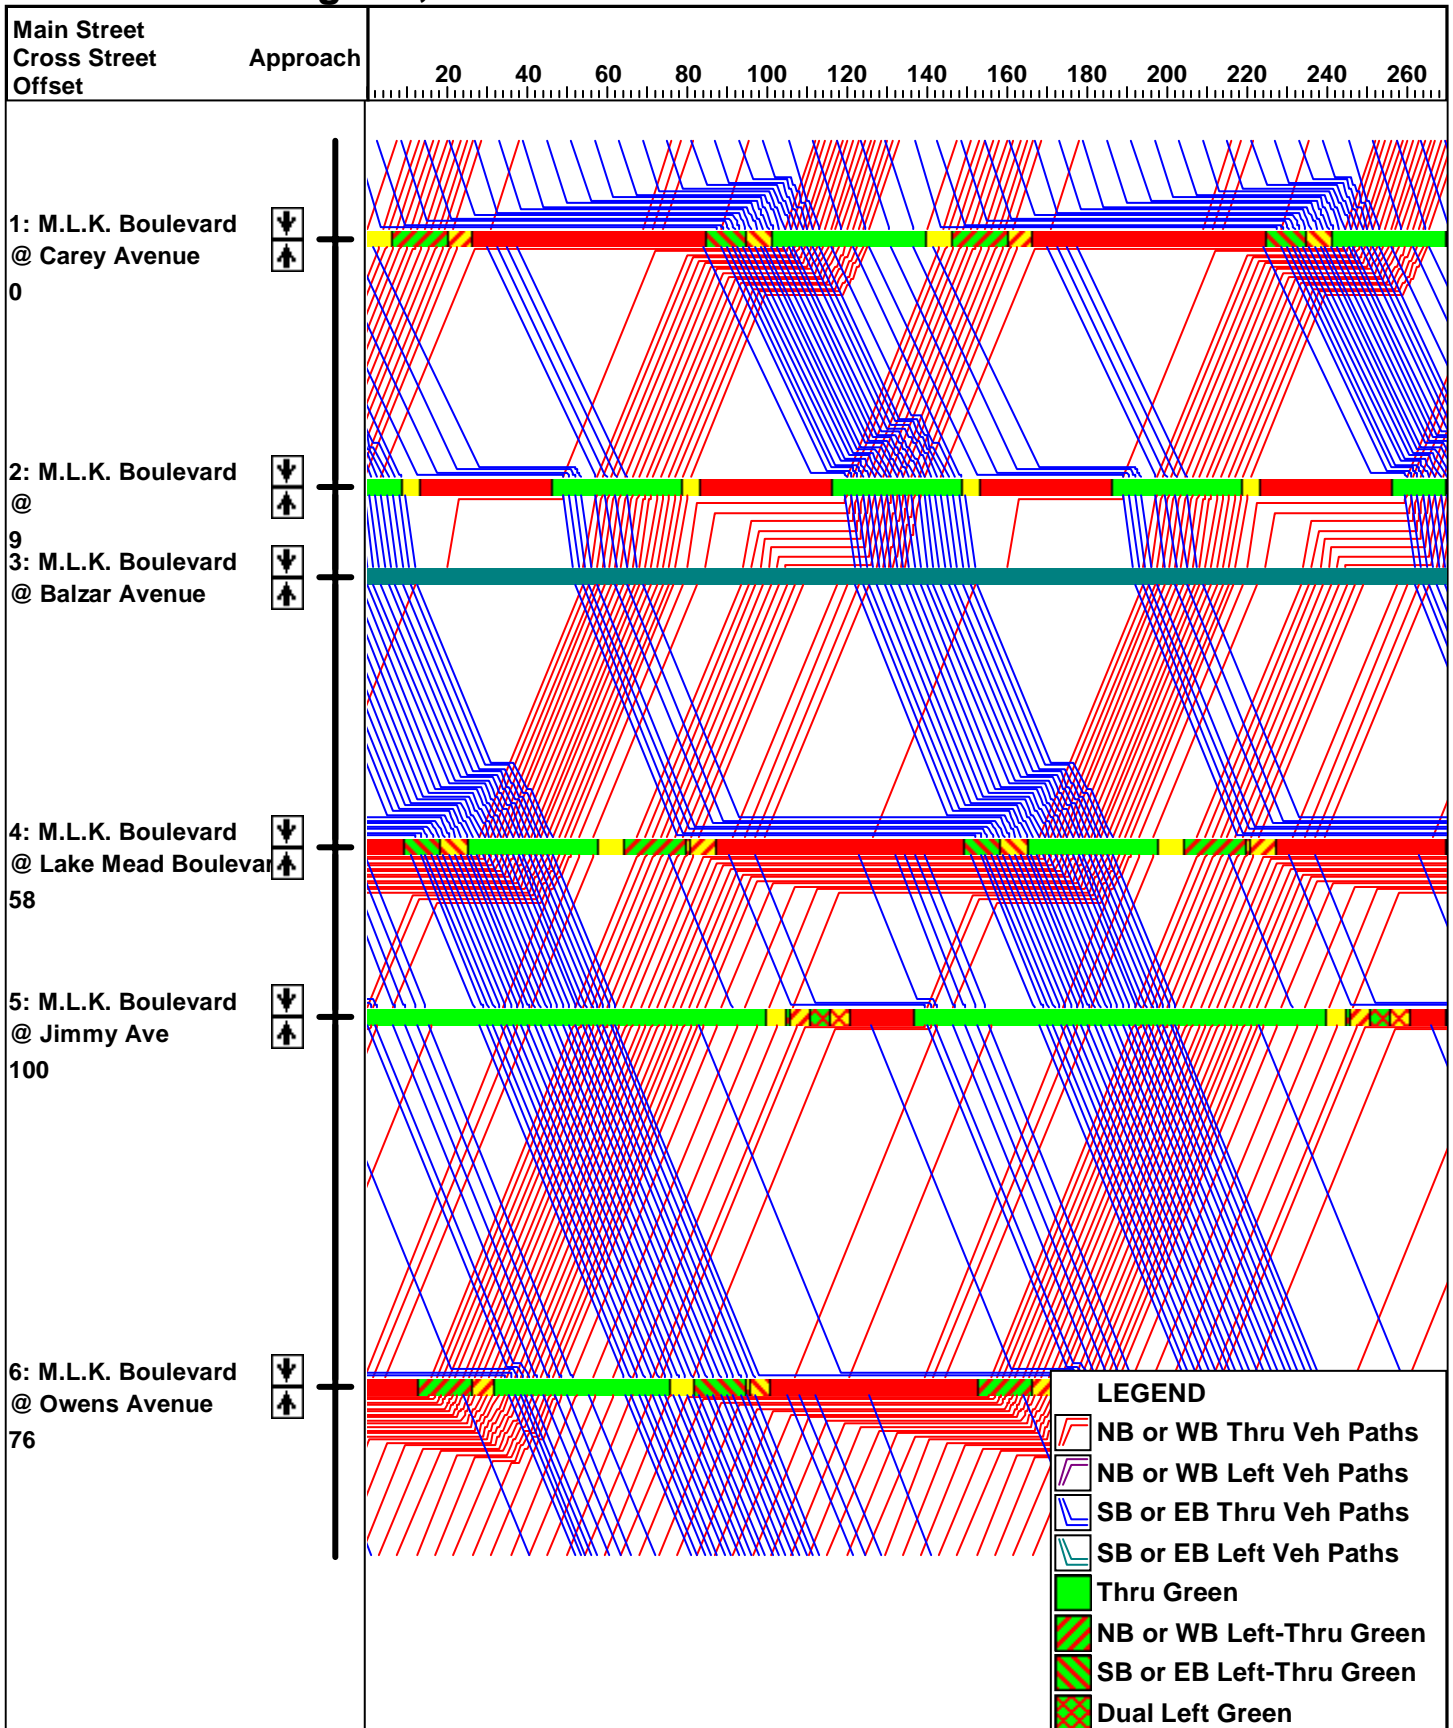 Main Street
Cross Street Approach
Offset
20 40 60 80 100 120 140 160 180 200 220 240 260
1: M.L.K. Boulevard
@ Carey Avenue
0
2: M.L.K. Boulevard
@
9
3: M.L.K. Boulevard
@ Balzar Avenue
4: M.L.K. Boulevard
@ Lake Mead Boulevar
58
5: M.L.K. Boulevard
@ Jimmy Ave
100
6: M.L.K. Boulevard
@ Owens Avenue
76
LEGEND
NB or WB Thru Veh Paths
NB or WB Left Veh Paths
SB or EB Thru Veh Paths
SB or EB Left Veh Paths
Thru Green
NB or WB Left-Thru Green
SB or EB Left-Thru Green
Dual Left Green